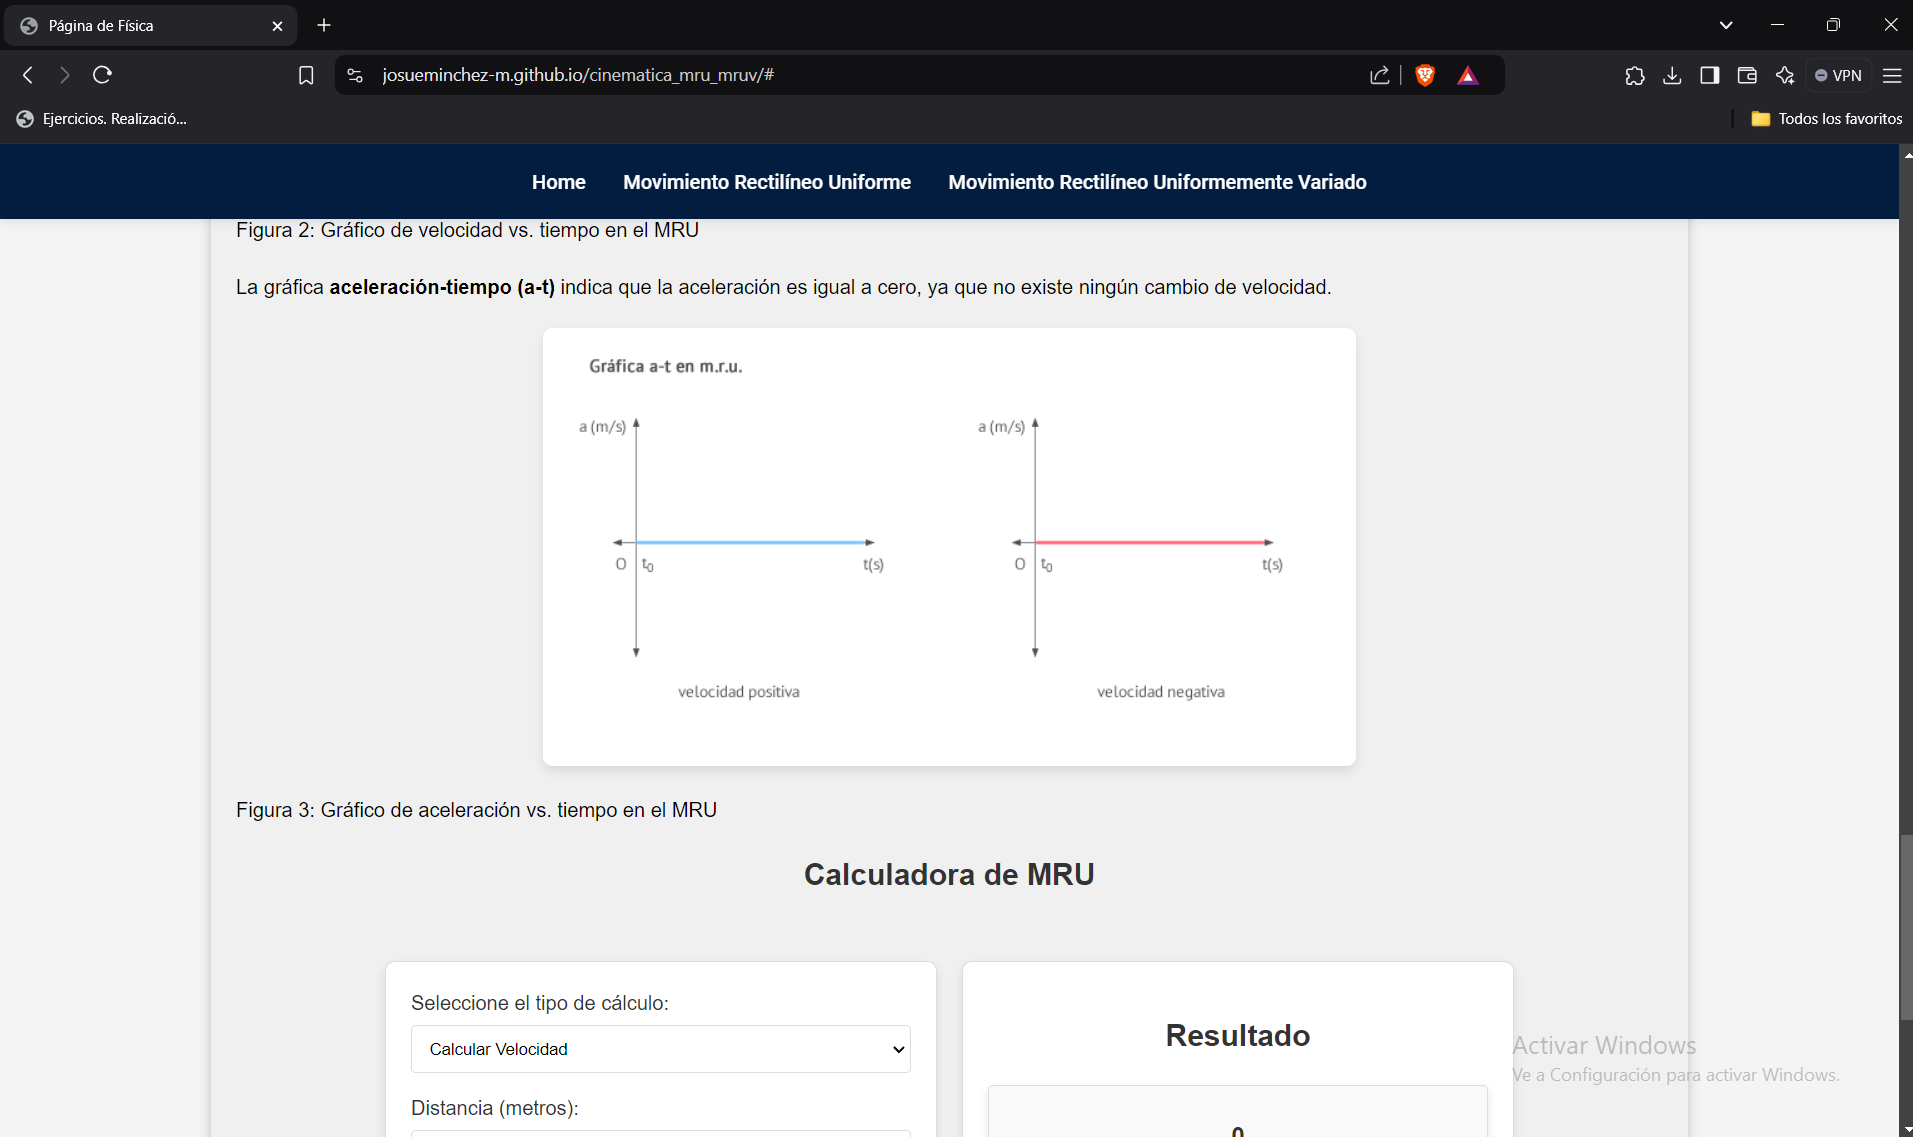 Página de Física
josueminchez-m.github.io/cinematica_mru_mruv/#
VPN
Ejercicios. Realizació...
Todos los favoritos
Home Movimiento Rectilíneo Uniforme Movimiento Rectilíneo Uniformemente Variado
Figura 2: Gráfico de velocidad vs. tiempo en el MRU
La gráfica aceleración-tiempo (a-t) indica que la aceleración es igual a cero, ya que no existe ningún cambio de velocidad.
Gráfica a-t en m.r.u.
a (m/s) a (m/s)
O t₀ t(s) O t₀ t(s)
velocidad positiva velocidad negativa
Figura 3: Gráfico de aceleración vs. tiempo en el MRU
Calculadora de MRU
Seleccione el tipo de cálculo:
Calcular Velocidad
Distancia (metros):
Resultado
0
Activar Windows
Ve a Configuración para activar Windows.